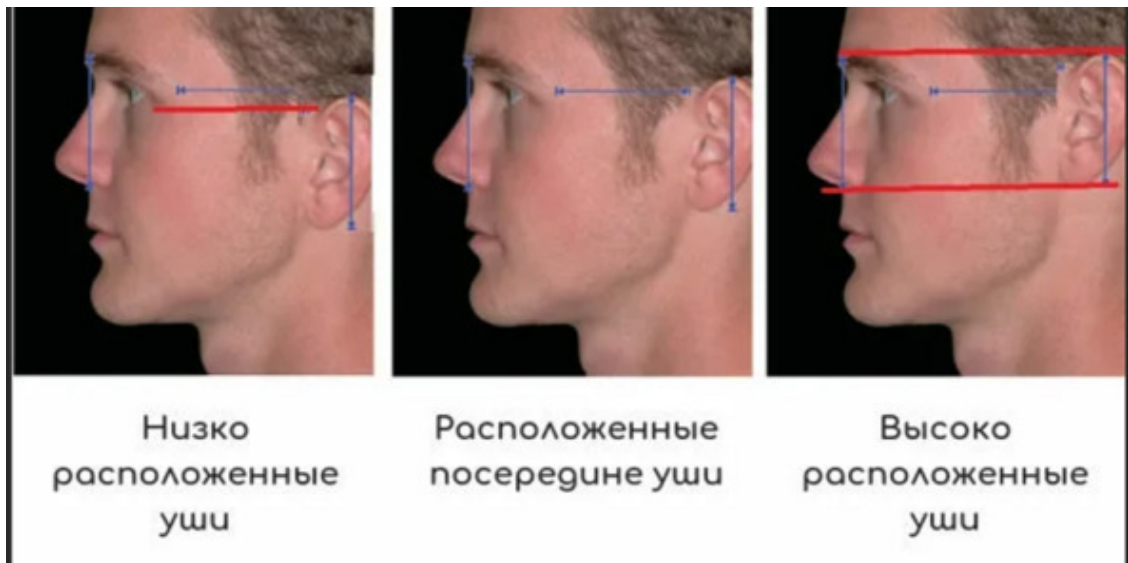 Низко
расположенные
уши
Расположенные
посередине уши
Высоко
расположенные
уши